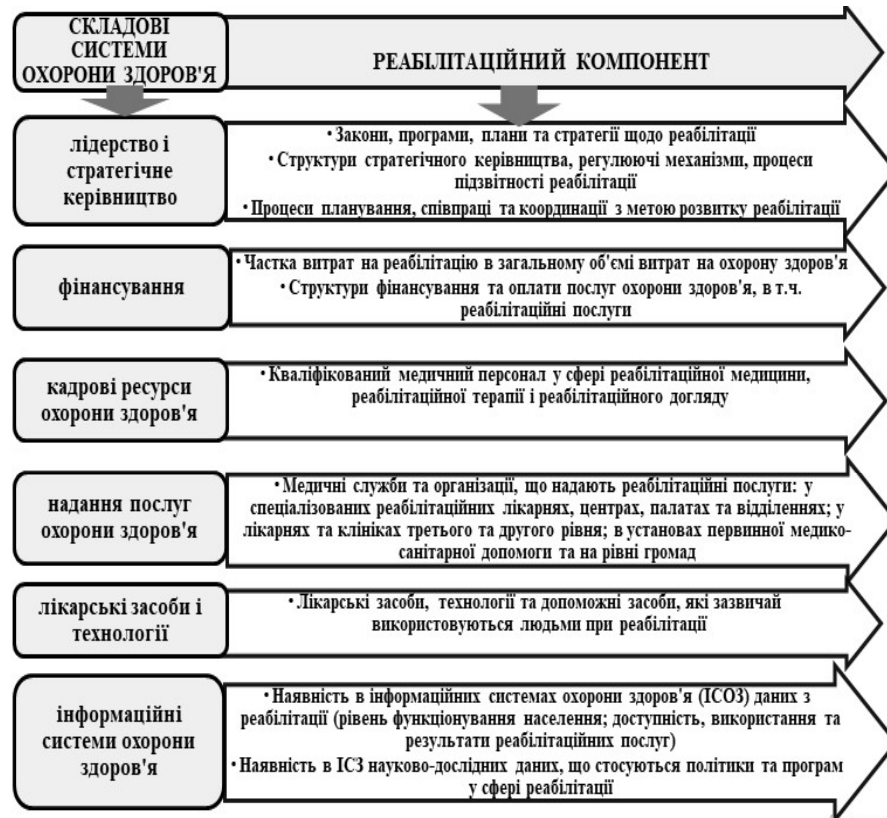 СКЛАДОВІ
СИСТЕМИ
ОХОРОНИ ЗДОРОВ'Я
РЕАБІЛІТАЦІЙНИЙ КОМПОНЕНТ
лідерство і
стратегічне
керівництво
• Закони, програми, плани та стратегії щодо реабілітації
• Структури стратегічного керівництва, регулюючі механізми, процеси
підзвітності реабілітації
• Процеси планування, співпраці та координації з метою розвитку реабілітації
фінансування
• Частка витрат на реабілітацію в загальному об'ємі витрат на охорону здоров'я
• Структури фінансування та оплати послуг охорони здоров'я, в т.ч.
реабілітаційні послуги
кадрові ресурси
охорони здоров'я
• Кваліфікований медичний персонал у сфері реабілітаційної медицини,
реабілітаційної терапії і реабілітаційного догляду
надання послуг
охорони здоров'я
• Медичні служби та організації, що надають реабілітаційні послуги: у
спеціалізованих реабілітаційних лікарнях, центрах, палатах та відділеннях; у
лікарнях та клініках третього та другого рівня; в установах первинної медико-
санітарної допомоги та на рівні громад
лікарські засоби і
технології
• Лікарські засоби, технології та допоможні засоби, які зазвичай
використовуються людьми при реабілітації
інформаційні
системи охорони
здоров'я
• Наявність в інформаційних системах охорони здоров'я (ІСОЗ) даних з
реабілітації (рівень функціонування населення; доступність, використання та
результати реабілітаційних послуг)
• Наявність в ІСЗ науково-дослідних даних, що стосуються політики та програм
у сфері реабілітації